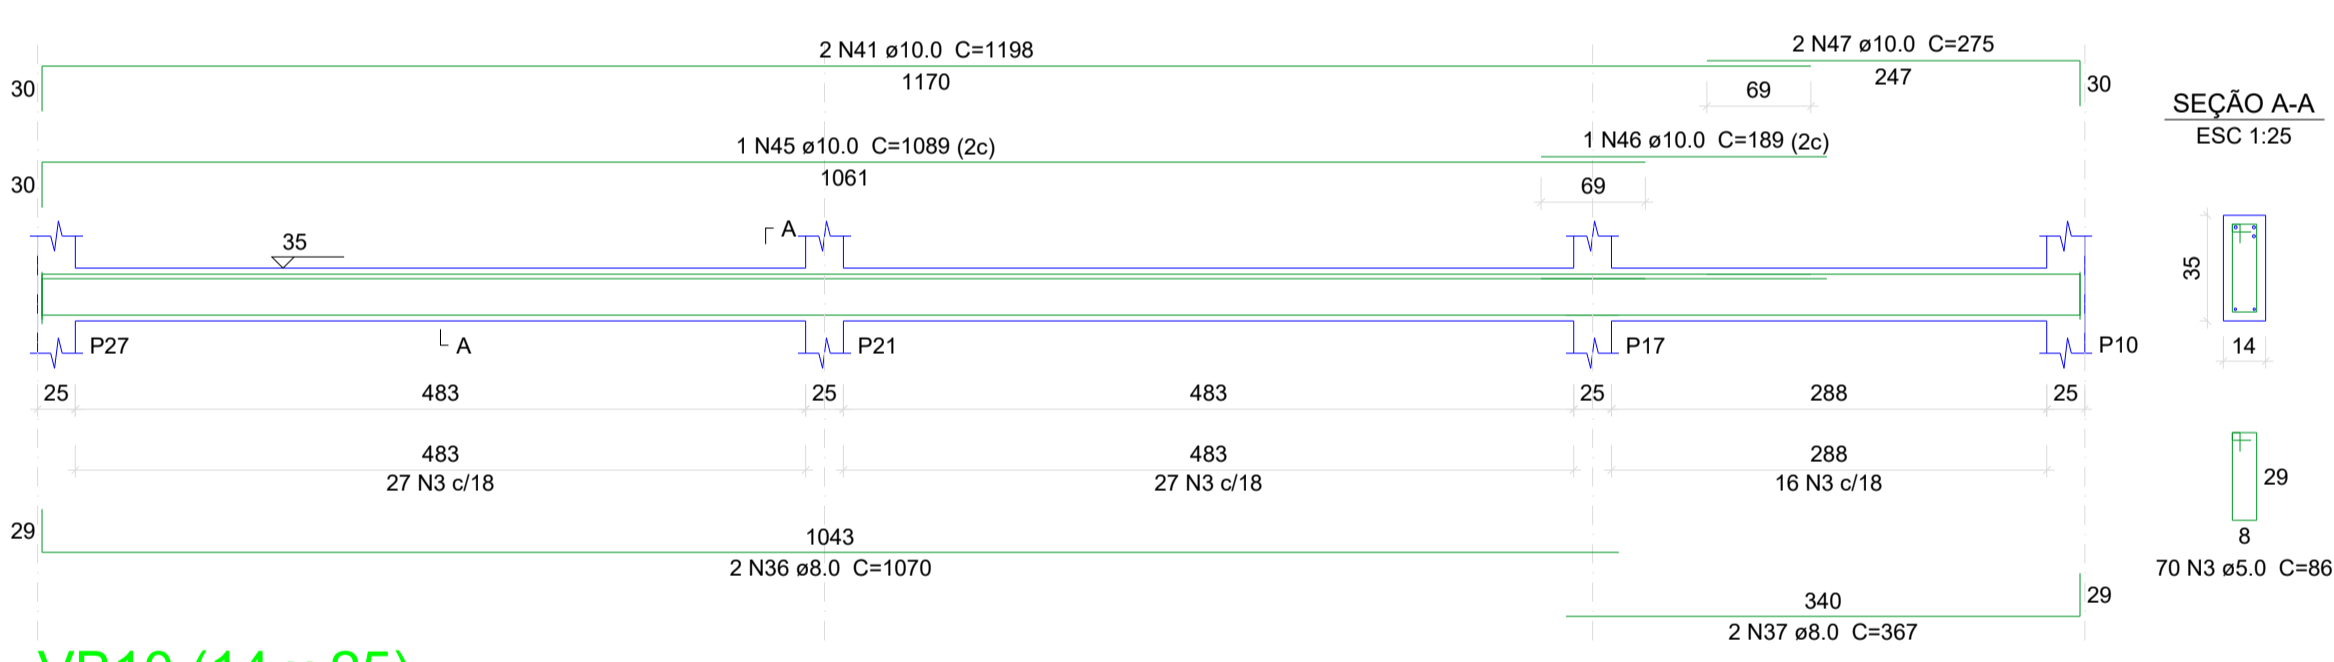 2 N41 ø10.0 C=1198
2 N47 ø10.0 C=275
30
1170
69
247
30
SEÇÃO A-A
ESC 1:25
1 N45 ø10.0 C=1089 (2c)
1 N46 ø10.0 C=189 (2c)
30
1061
69
35
A
35
14
A
P27
P21
P17
P10
25
483
25
483
25
288
25
483
27 N3 c/18
483
27 N3 c/18
288
16 N3 c/18
29
8
70 N3 ø5.0 C=86
29
1043
2 N36 ø8.0 C=1070
340
2 N37 ø8.0 C=367
29